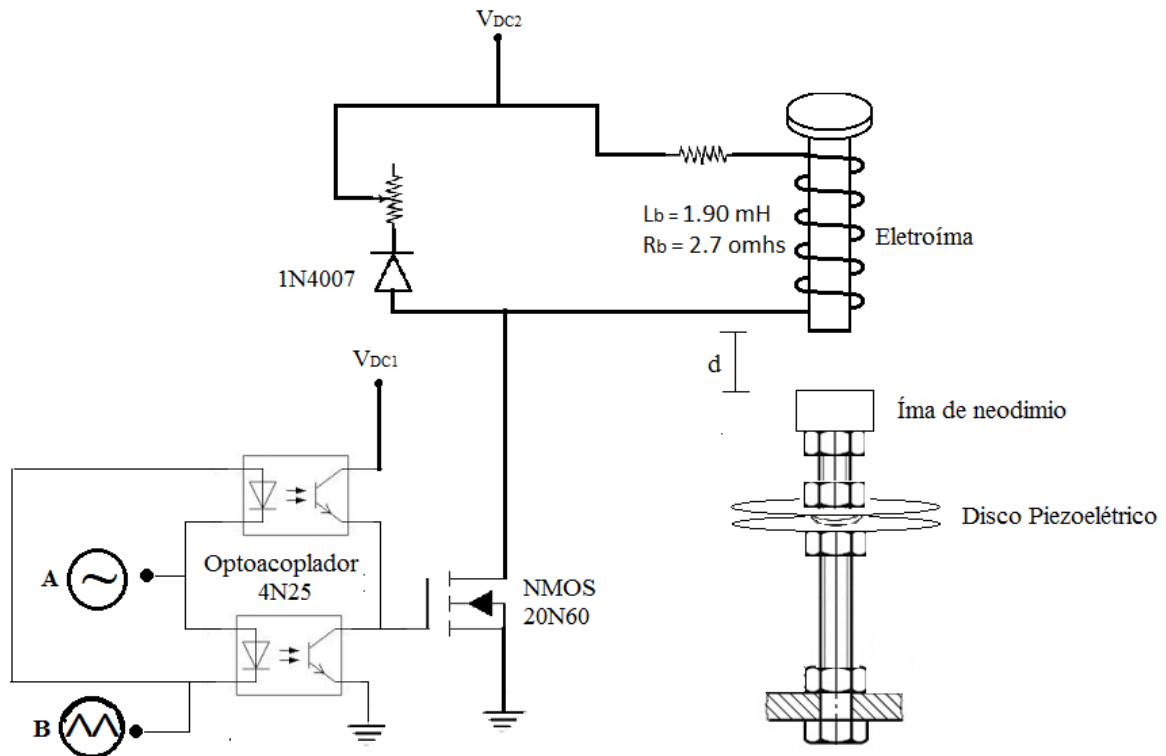 VDC2
1N4007
Lb = 1.90 mH
Rb = 2.7 omhs
Eletroíma
d
VDC1
Íma de neodimio
Disco Piezoelétrico
A
Optoacoplador
4N25
NMOS
20N60
B